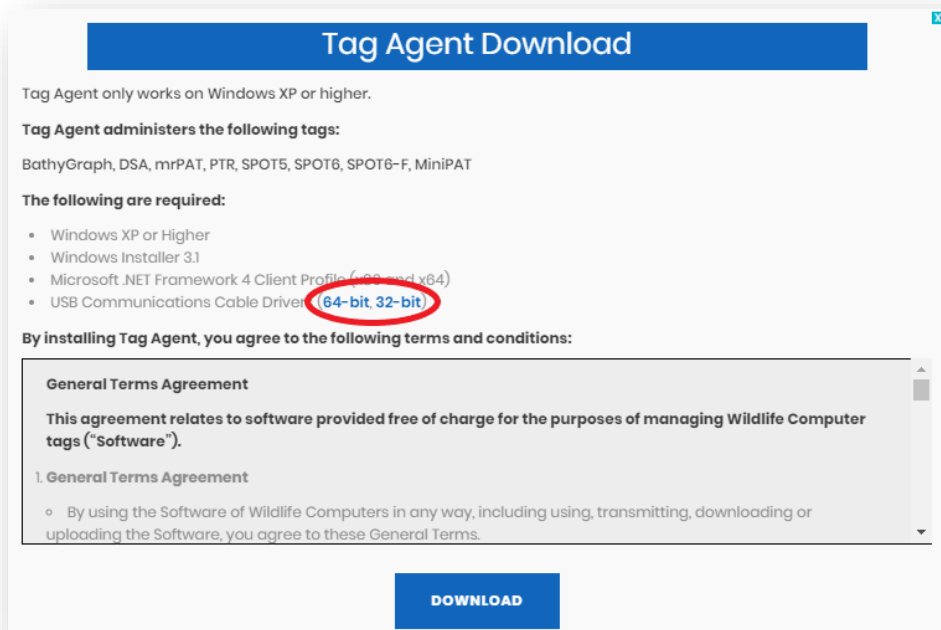 X
Tag Agent Download
Tag Agent only works on Windows XP or higher.
Tag Agent administers the following tags:
BathyGraph, DSA, mrPAT, PTR, SPOT5, SPOT6, SPOT6-F, MiniPAT
The following are required:
Windows XP or Higher
Windows Installer 3.1
Microsoft .NET Framework 4 Client Profile (x86 and x64)
USB Communications Cable Driver (64-bit, 32-bit)
By installing Tag Agent, you agree to the following terms and conditions:
General Terms Agreement
This agreement relates to software provided free of charge for the purposes of managing Wildlife Computer
tags (“Software”).
1. General Terms Agreement
By using the Software of Wildlife Computers in any way, including using, transmitting, downloading or
uploading the Software, you agree to these General Terms.
DOWNLOAD